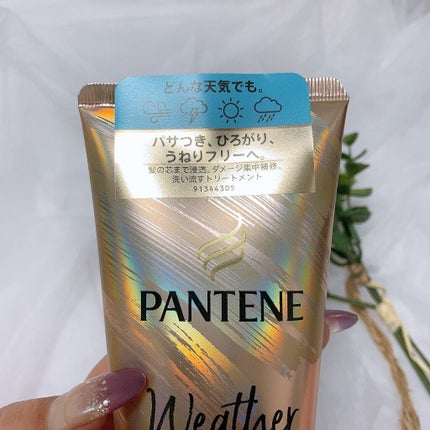 どんな天気でも。
パサつき、ひろがり、
うねりフリーへ。
髪の芯まで浸透。ダメージ集中補修。
洗い流すトリートメント
91344305
PANTENE
Weather